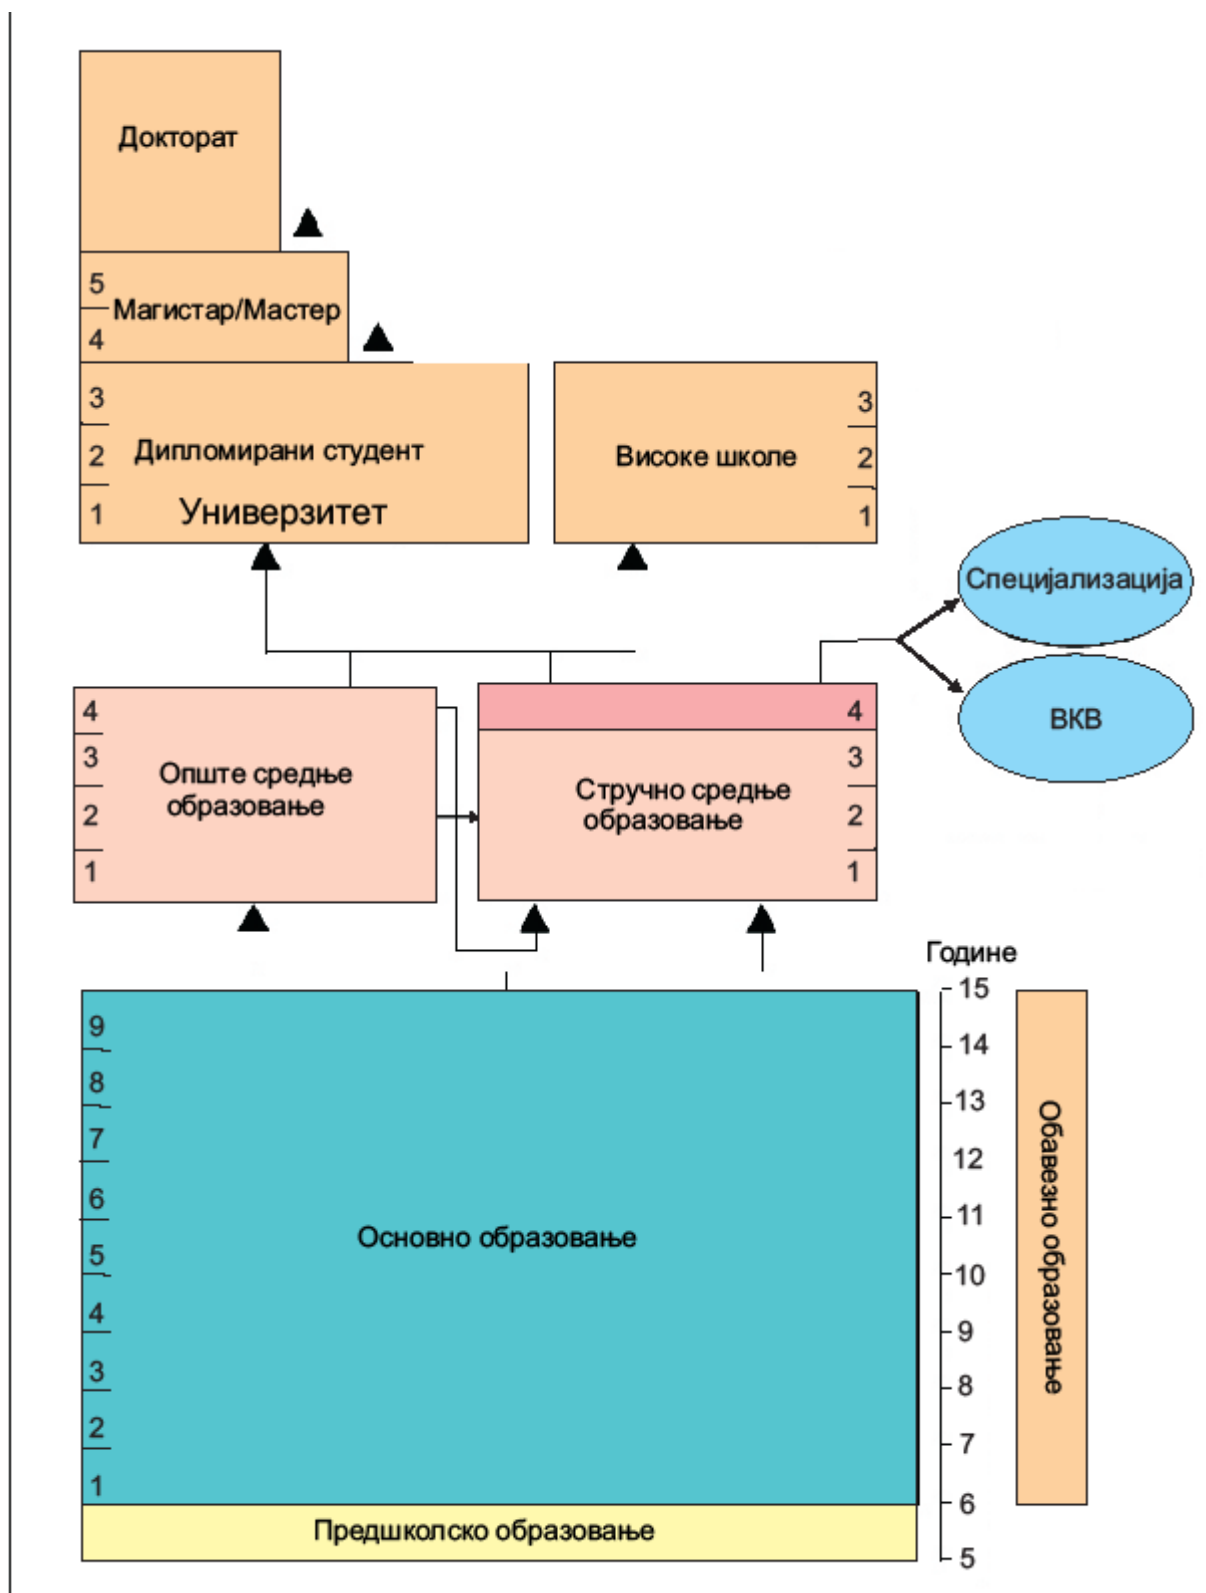 Докторат
5
Магистар/Мастер
4
3
2
1
Дипломирани студент
Универзитет
Високе школе
3
2
1
Специјализација
ВКВ
4
3
2
1
Опште средње
образовање
4
3
2
1
Стручно средње
образовање
Године
15
14
13
12
11
10
9
8
7
6
5
Обавезно образовање
9
8
7
6
5
4
3
2
1
Основно образовање
Предшколско образовање